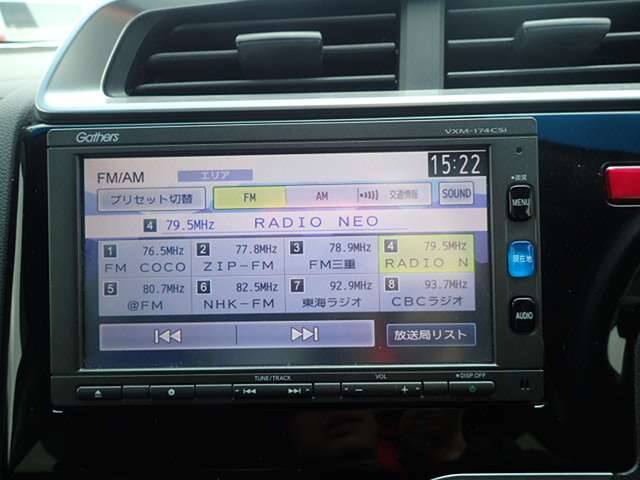 Gathers
VXM-174CSi
FM/AM
エリア
15:22
プリセット切替
FM
AM
交通情報
SOUND
4 79.5MHz RADIO NEO
1 76.5MHz
FM COCO
2 77.8MHz
ZIP-FM
3 78.9MHz
FM三重
4 79.5MHz
RADIO N
5 80.7MHz
@FM
6 82.5MHz
NHK-FM
7 92.9MHz
東海ラジオ
8 93.7MHz
CBCラジオ
放送局リスト
MENU
現在地
AUDIO
TUNE/TRACK
VOL
DISP OFF